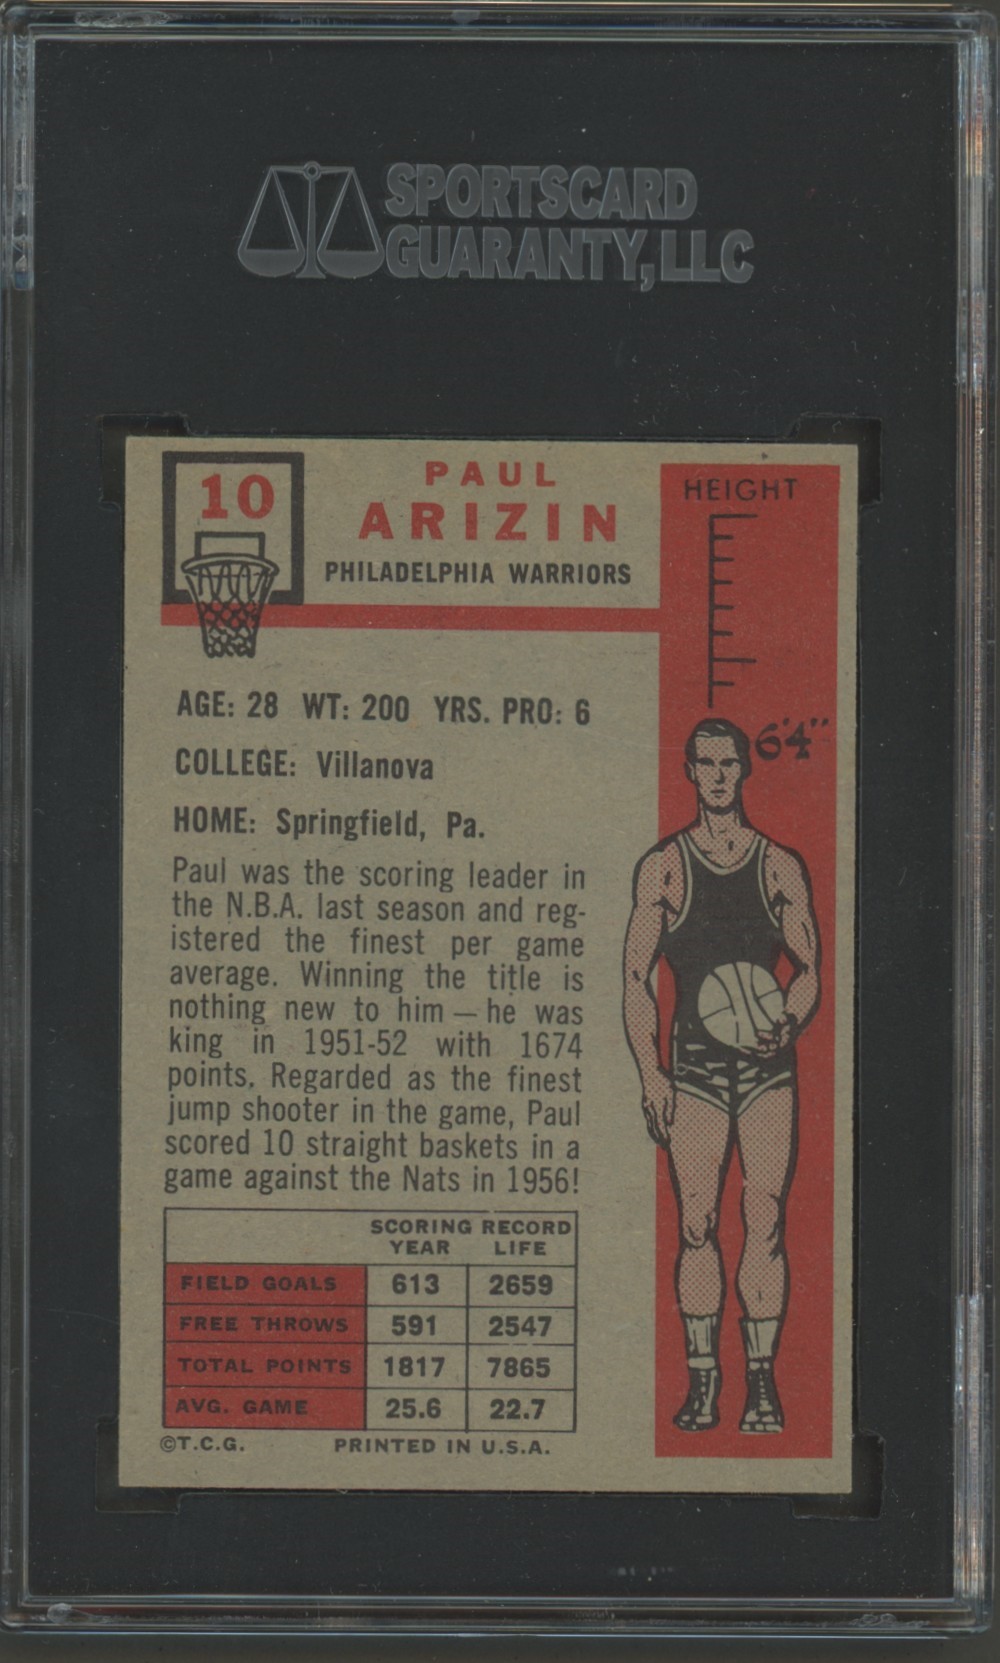 SPORTSCARD
GUARANTY, LLC
10
PAUL
ARIZIN
PHILADELPHIA WARRIORS
HEIGHT
6'4"
AGE: 28 WT: 200 YRS. PRO: 6
COLLEGE: Villanova
HOME: Springfield, Pa.
Paul was the scoring leader in
the N.B.A. last season and reg-
istered the finest per game
average. Winning the title is
nothing new to him — he was
king in 1951-52 with 1674
points. Regarded as the finest
jump shooter in the game, Paul
scored 10 straight baskets in a
game against the Nats in 1956!
SCORING RECORD
YEAR LIFE
FIELD GOALS 613 2659
FREE THROWS 591 2547
TOTAL POINTS 1817 7865
AVG. GAME 25.6 22.7
©T.C.G. PRINTED IN U.S.A.